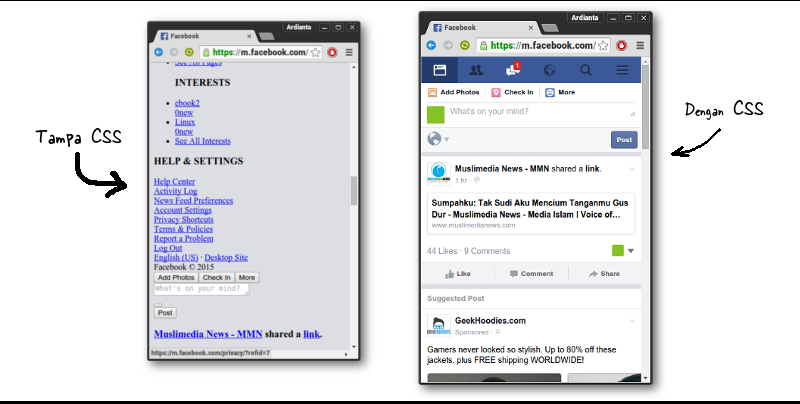 Tampa CSS
Ardianta
Facebook
https://m.facebook.com/
See All Pages
INTERESTS
ebook2
0new
Linux
0new
See All Interests
HELP & SETTINGS
Help Center
Activity Log
News Feed Preferences
Account Settings
Privacy Shortcuts
Terms & Policies
Report a Problem
Log Out
English (US) · Desktop Site
Facebook © 2015
Add Photos Check In More
What's on your mind?
Post
Muslimedia News - MMN shared a link.
https://m.facebook.com/privacy/?refid=7
Ardianta
Facebook
https://m.facebook.com/
1
Add Photos Check In More
What's on your mind?
Post
Muslimedia News - MMN shared a link.
1 hr ·
Sumpahku: Tak Sudi Aku Mencium Tanganmu Gus
Dur - Muslimedia News - Media Islam | Voice of...
www.muslimedianews.com
44 Likes · 9 Comments
Like Comment Share
Suggested Post
GeekHoodies.com
Sponsored ·
Gamers never looked so stylish. Up to 80% off these
jackets, plus FREE shipping WORLDWIDE!
Dengan CSS